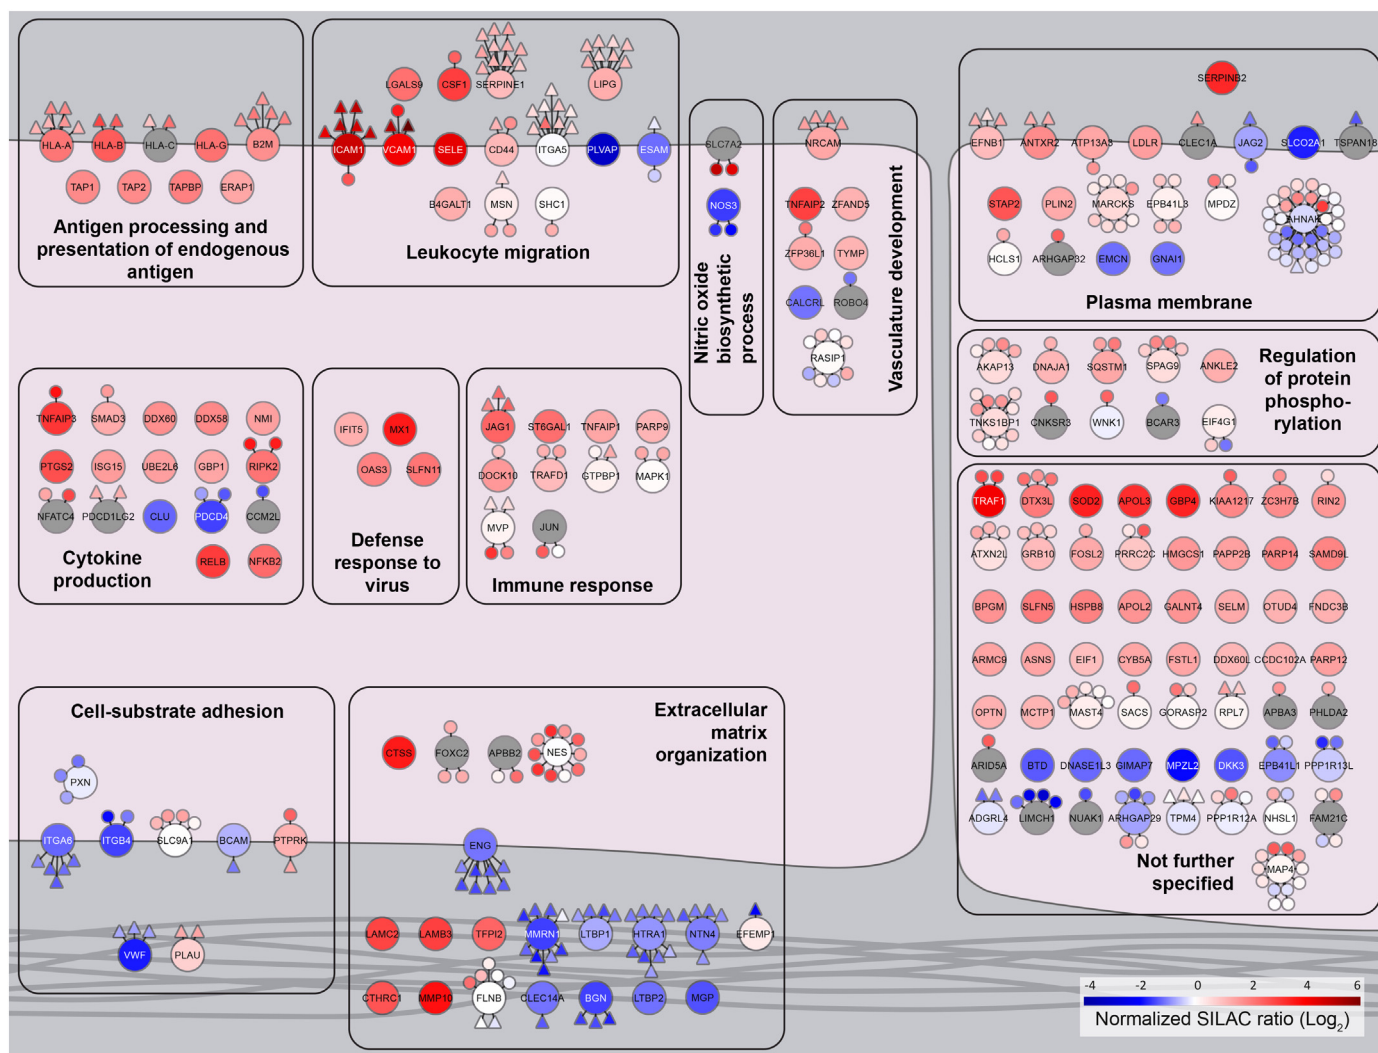 HLA-A
HLA-B
HLA-C
HLA-G
B2M
TAP1
TAP2
TAPBP
ERAP1
Antigen processing and
presentation of endogenous
antigen
LGALS9
CSF1
SERPINE1
LIPG
ICAM1
VCAM1
SELE
CD44
ITGA5
PLVAP
ESAM
B4GALT1
MSN
SHC1
Leukocyte migration
SLC7A2
NOS3
Nitric oxide
biosynthetic
process
NRCAM
TNFAIP2
ZFAND5
ZFP36L1
TYMP
CALCRL
ROBO4
RASIP1
Vasculature development
SERPINB2
EFNB1
ANTXR2
ATP13A3
LDLR
CLEC1A
JAG2
SLCO2A1
TSPAN18
STAP2
PLIN2
MARCKS
EPB41L3
MPDZ
AHNAK
HCLS1
ARHGAP32
EMCN
GNAI1
Plasma membrane
AKAP13
DNAJA1
SQSTM1
SPAG9
ANKLE2
TNKS1BP1
CNKSR3
WNK1
BCAR3
EIF4G1
Regulation
of protein
phospho-
rylation
TNFAIP3
SMAD3
DDX60
DDX58
NMI
PTGS2
ISG15
UBE2L6
GBP1
RIPK2
NFATC4
PDCD1LG2
CLU
PDCD4
CCM2L
RELB
NFKB2
Cytokine
production
IFIT5
MX1
OAS3
SLFN11
Defense
response to
virus
JAG1
ST6GAL1
TNFAIP1
PARP9
DOCK10
TRAFD1
GTPBP1
MAPK1
MVP
JUN
Immune response
TRAF1
DTX3L
SOD2
APOL3
GBP4
KIAA1217
ZC3H7B
RIN2
ATXN2L
GRB10
FOSL2
PRRC2C
HMGCS1
PAPP2B
PARP14
SAMD9L
BPGM
SLFN5
HSPB8
APOL2
GALNT4
SELM
OTUD4
FNDC3B
ARMC9
ASNS
EIF1
CYB5A
FSTL1
DDX60L
CCDC102A
PARP12
OPTN
MCTP1
MAST4
SACS
GORASP2
RPL7
APBA3
PHLDA2
ARID5A
BTD
DNASE1L3
GIMAP7
MPZL2
DKK3
EPB41L1
PPP1R13L
ADGRL4
LIMCH1
NUAK1
ARHGAP29
TPM4
PPP1R12A
NHSL1
FAM21C
MAP4
Not further
specified
Cell-substrate adhesion
PXN
ITGA6
ITGB4
SLC9A1
BCAM
PTPRK
VWF
PLAU
Extracellular
matrix
organization
CTSS
FOXC2
APBB2
NES
ENG
LAMC2
LAMB3
TFPI2
MMRN1
LTBP1
HTRA1
NTN4
EFEMP1
CTHRC1
MMP10
FLNB
CLEC14A
BGN
LTBP2
MGP
-4 -2 0 2 4 6
Normalized SILAC ratio (Log2)